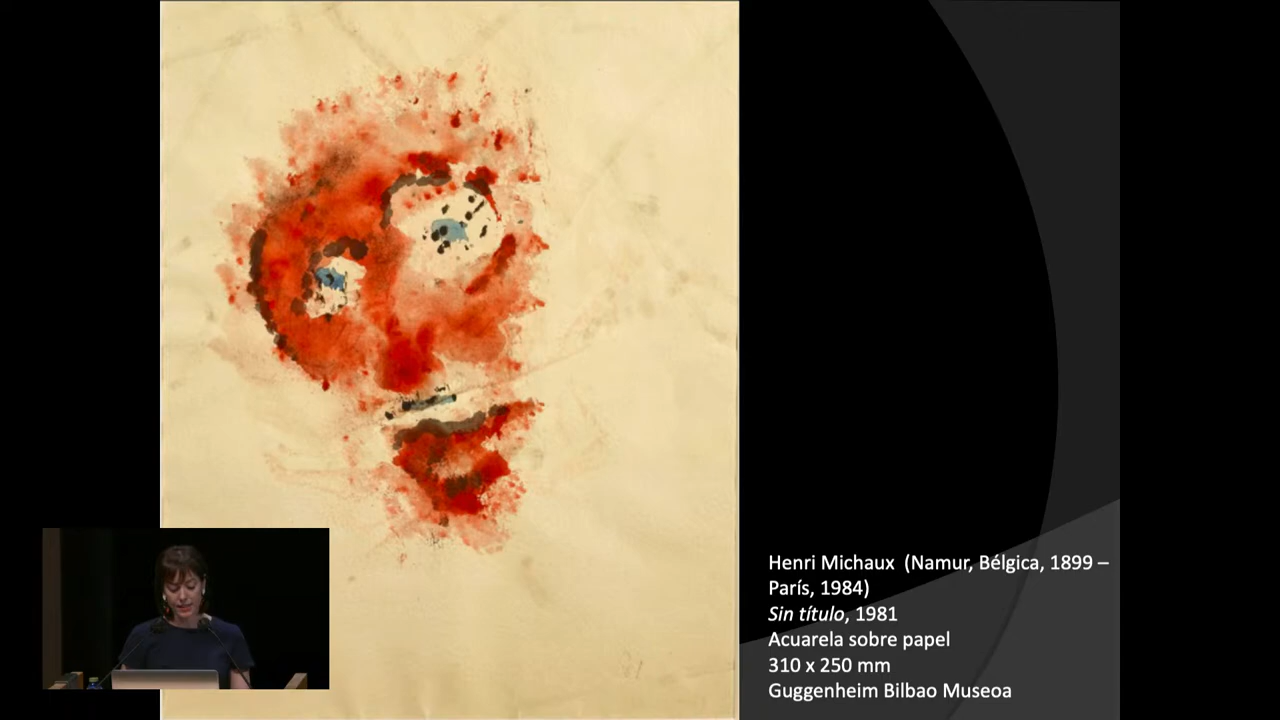 Henri Michaux  (Namur, Bélgica, 1899 –
París, 1984)
Sin título, 1981
Acuarela sobre papel
310 x 250 mm
Guggenheim Bilbao Museoa